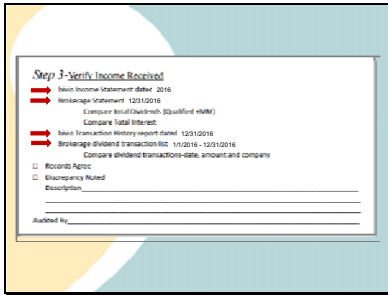 Step 3-Verify Income Received
bivio Income Statement dated 2016
Brokerage Statement 12/31/2016
Compare total Dividends (Qualified +MM)
Compare Total Interest
bivio Transaction History report dated 12/31/2016
Brokerage dividend transaction list 1/1/2016 - 12/31/2016
Compare dividend transactions-date, amount and company
☐ Records Agree
☐ Discrepancy Noted
Description
Audited By